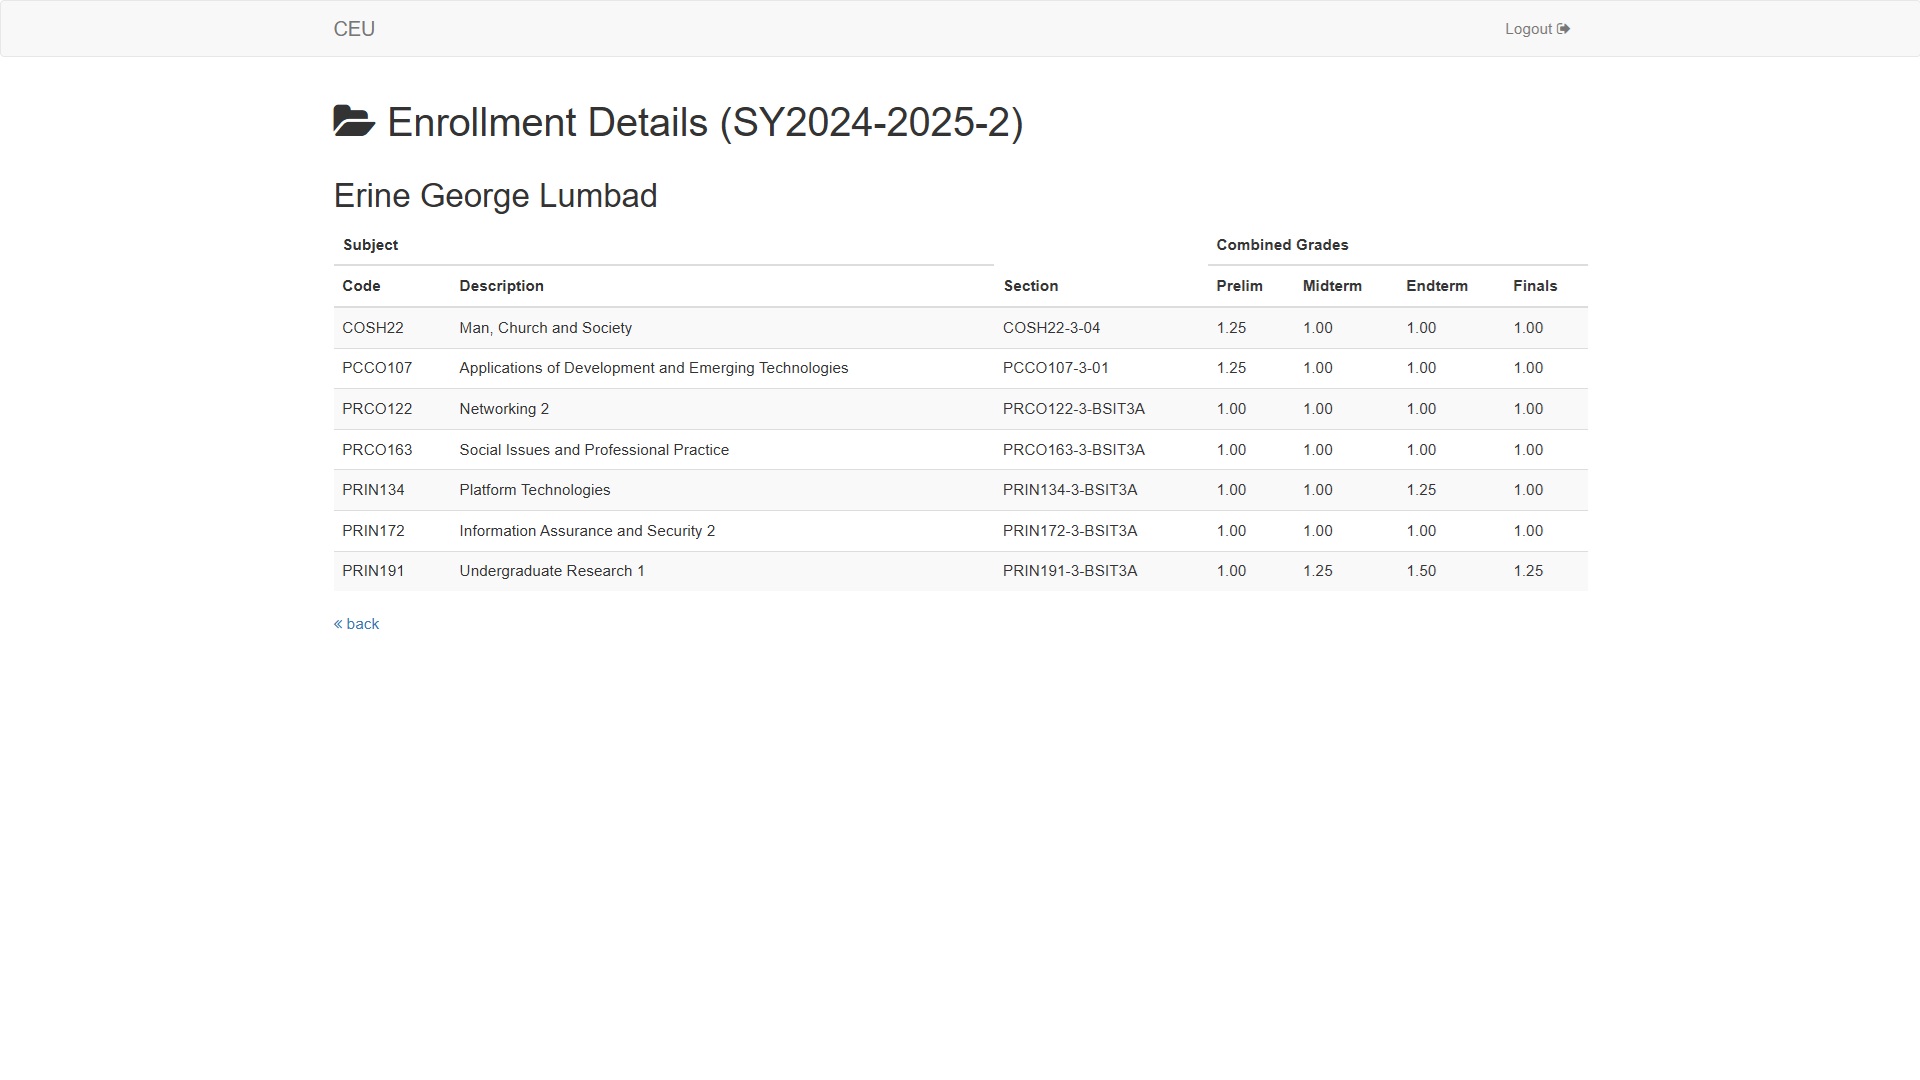 CEU
Logout
Enrollment Details (SY2024-2025-2)
Erine George Lumbad
Subject Combined Grades
Code Description Section Prelim Midterm Endterm Finals
COSH22 Man, Church and Society COSH22-3-04 1.25 1.00 1.00 1.00
PCCO107 Applications of Development and Emerging Technologies PCCO107-3-01 1.25 1.00 1.00 1.00
PRCO122 Networking 2 PRCO122-3-BSIT3A 1.00 1.00 1.00 1.00
PRCO163 Social Issues and Professional Practice PRCO163-3-BSIT3A 1.00 1.00 1.00 1.00
PRIN134 Platform Technologies PRIN134-3-BSIT3A 1.00 1.00 1.25 1.00
PRIN172 Information Assurance and Security 2 PRIN172-3-BSIT3A 1.00 1.00 1.00 1.00
PRIN191 Undergraduate Research 1 PRIN191-3-BSIT3A 1.00 1.25 1.50 1.25
« back